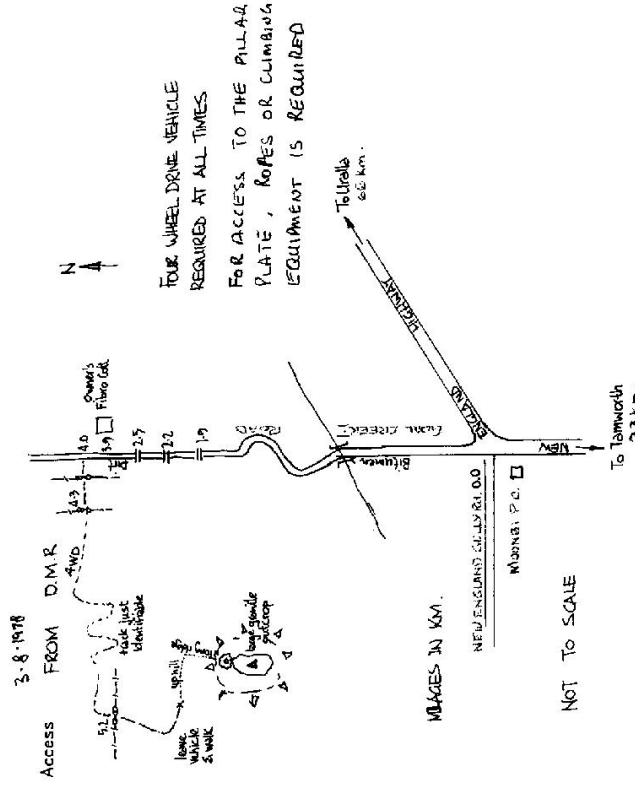 3·8·1978
Access FROM D.M.R
N
FOUR WHEEL DRIVE VEHICLE
REQUIRED AT ALL TIMES
FOR ACCESS TO THE PILLAR
PLATE, ROPES OR CLIMBING
EQUIPMENT IS REQUIRED
5.2
4WD
4.3
4.0
3.9
owner's
Fibro Cott
2.5
2.2
1.9
track just
identifiable
leave
vehicle
& walk
uphill
large granite
outcrop
ROAD
Bitumen
CREEK
To Uralla
66 km.
NEW ENGLAND HIGHWAY
MILAGES IN KM.
NEW ENGLAND GULLY RD. 0.0
MOONBI P.O.
NOT TO SCALE
To Tamworth